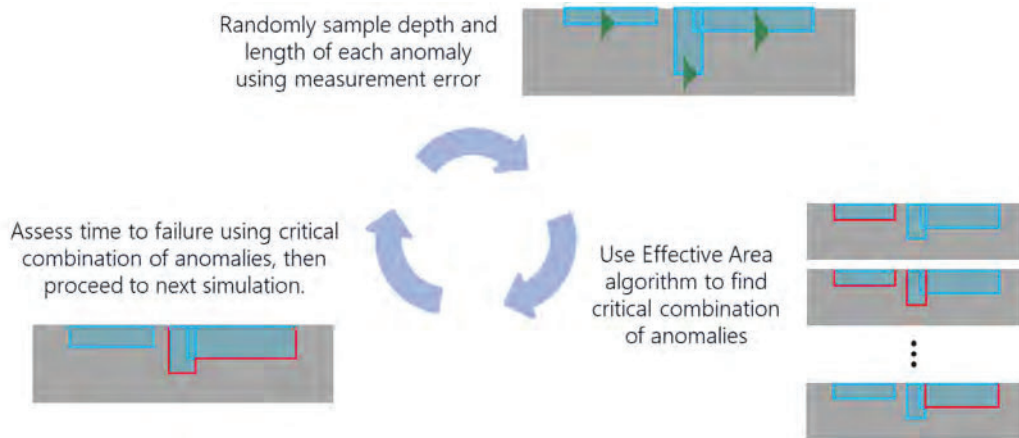 Randomly sample depth and
length of each anomaly
using measurement error
Assess time to failure using critical
combination of anomalies, then
proceed to next simulation.
Use Effective Area
algorithm to find
critical combination
of anomalies